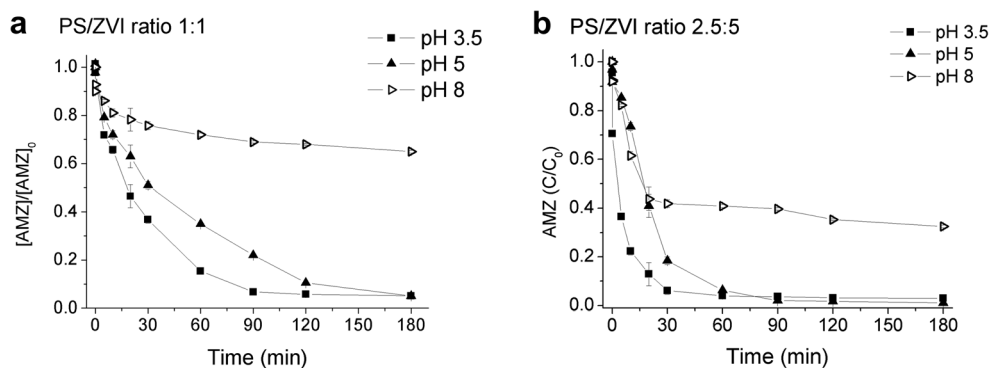 a PS/ZVI ratio 1:1
pH 3.5
pH 5
pH 8
[AMZ]/[AMZ]₀
1.0
0.8
0.6
0.4
0.2
0.0
0 30 60 90 120 150 180
Time (min)
b PS/ZVI ratio 2.5:5
pH 3.5
pH 5
pH 8
AMZ (C/C₀)
1.0
0.8
0.6
0.4
0.2
0.0
0 30 60 90 120 150 180
Time (min)